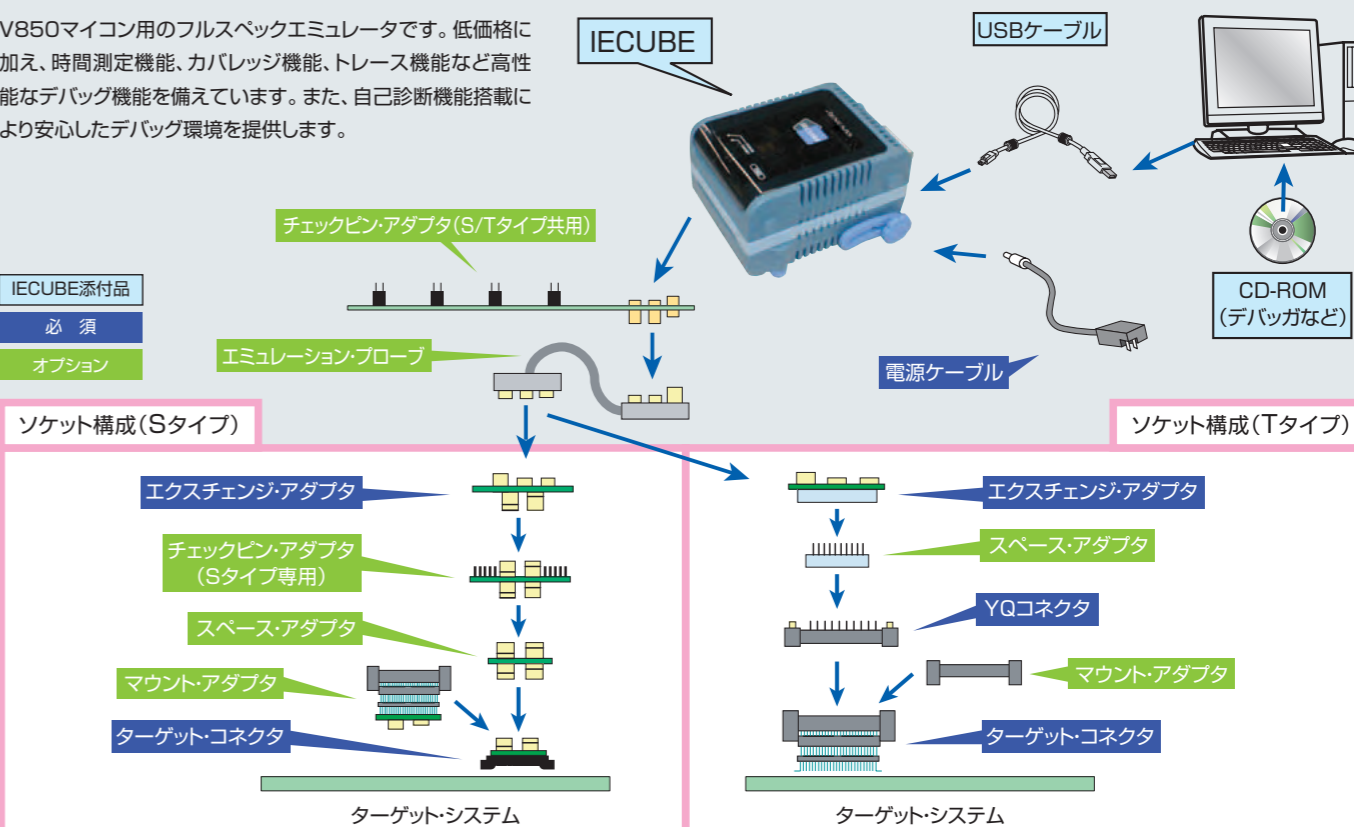 V850マイコン用のフルスペックエミュレータです。低価格に
加え、時間測定機能、カバレッジ機能、トレース機能など高性
能なデバッグ機能を備えています。また、自己診断機能搭載に
より安心したデバッグ環境を提供します。
IECUBE
USBケーブル
チェックピン・アダプタ(S/Tタイプ共用)
IECUBE添付品
必 須
オプション
エミュレーション・プローブ
電源ケーブル
CD-ROM
(デバッガなど)
ソケット構成(Sタイプ)
エクスチェンジ・アダプタ
チェックピン・アダプタ
(Sタイプ専用)
スペース・アダプタ
マウント・アダプタ
ターゲット・コネクタ
ターゲット・システム
ソケット構成(Tタイプ)
エクスチェンジ・アダプタ
スペース・アダプタ
YQコネクタ
マウント・アダプタ
ターゲット・コネクタ
ターゲット・システム